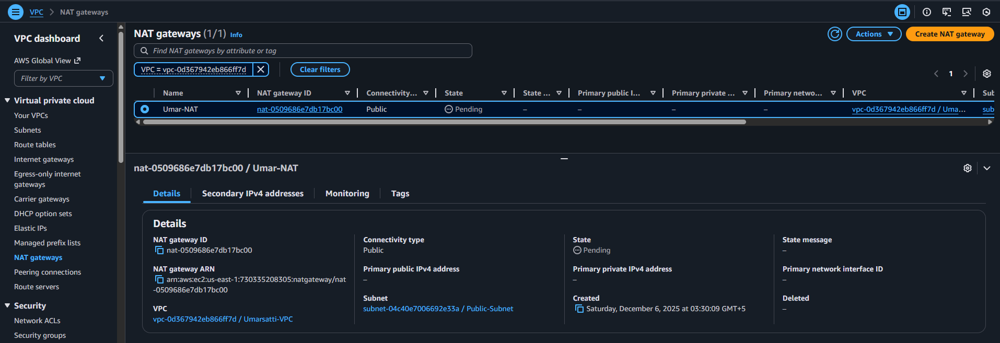 VPC > NAT gateways
VPC dashboard
AWS Global View
Filter by VPC
Virtual private cloud
Your VPCs
Subnets
Route tables
Internet gateways
Egress-only internet
gateways
Carrier gateways
DHCP option sets
Elastic IPs
Managed prefix lists
NAT gateways
Peering connections
Route servers
Security
Network ACLs
Security groups
NAT gateways (1/1) Info
Actions
Create NAT gateway
Find NAT gateways by attribute or tag
VPC = vpc-0d367942eb866ff7d
Clear filters
1
Name NAT gateway ID Connectivity... State State ... Primary public I... Primary private ... Primary netwo... VPC Sub
Umar-NAT nat-0509686e7db17bc00 Public Pending – – – – vpc-0d367942eb866ff7d / Uma... sub
nat-0509686e7db17bc00 / Umar-NAT
Details Secondary IPv4 addresses Monitoring Tags
Details
NAT gateway ID
nat-0509686e7db17bc00
NAT gateway ARN
arn:aws:ec2:us-east-1:730335208305:natgateway/nat
-0509686e7db17bc00
VPC
vpc-0d367942eb866ff7d / Umarsatti-VPC
Connectivity type
Public
Primary public IPv4 address
–
Subnet
subnet-04c40e7006692e33a / Public-Subnet
State
Pending
Primary private IPv4 address
–
Created
Saturday, December 6, 2025 at 03:30:09 GMT+5
State message
–
Primary network interface ID
–
Deleted
–